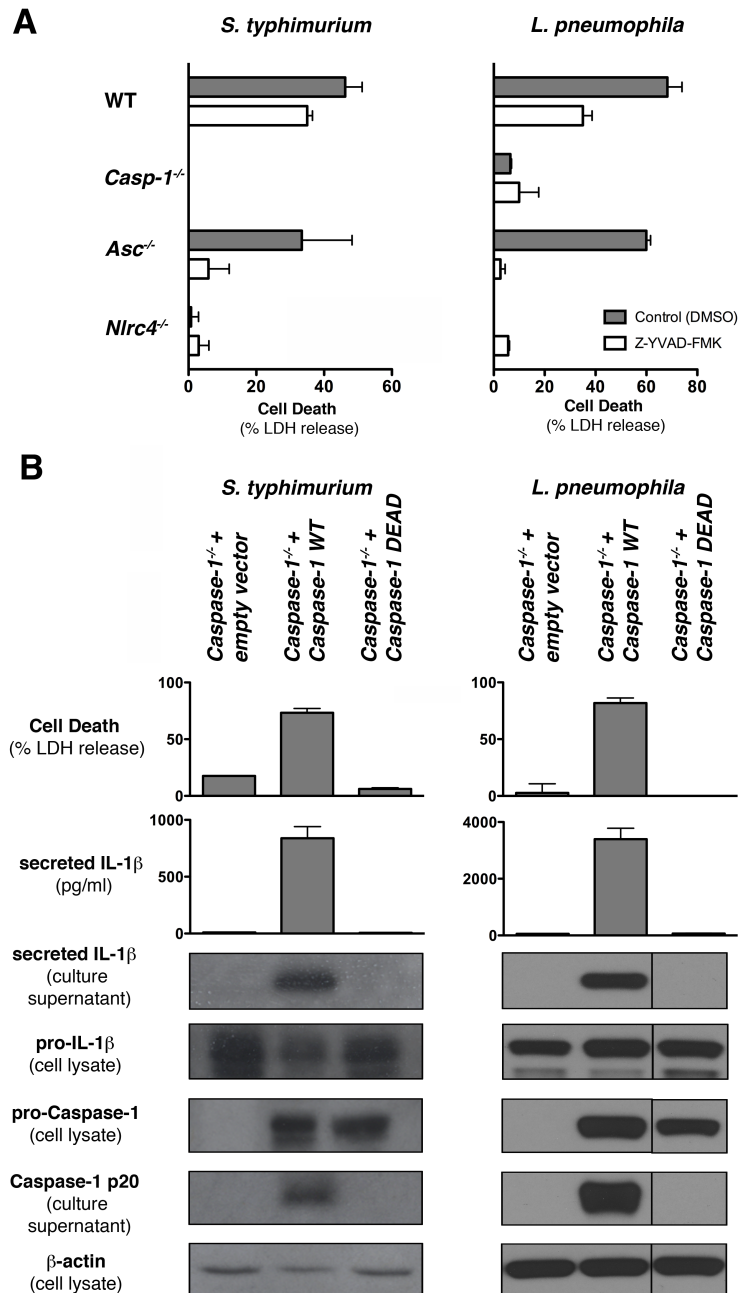 A
S. typhimurium
L. pneumophila
WT
Casp-1-/-
Asc-/-
Nlrc4-/-
Control (DMSO)
Z-YVAD-FMK
0 20 40 60
0 20 40 60 80
Cell Death
(% LDH release)
Cell Death
(% LDH release)
B
S. typhimurium
L. pneumophila
Caspase-1-/- +
empty vector
Caspase-1-/- +
Caspase-1 WT
Caspase-1-/- +
Caspase-1 DEAD
Caspase-1-/- +
empty vector
Caspase-1-/- +
Caspase-1 WT
Caspase-1-/- +
Caspase-1 DEAD
Cell Death
(% LDH release)
100
50
0
100
50
0
secreted IL-1β
(pg/ml)
1000
500
0
4000
2000
0
secreted IL-1β
(culture
supernatant)
pro-IL-1β
(cell lysate)
pro-Caspase-1
(cell lysate)
Caspase-1 p20
(culture
supernatant)
β-actin
(cell lysate)